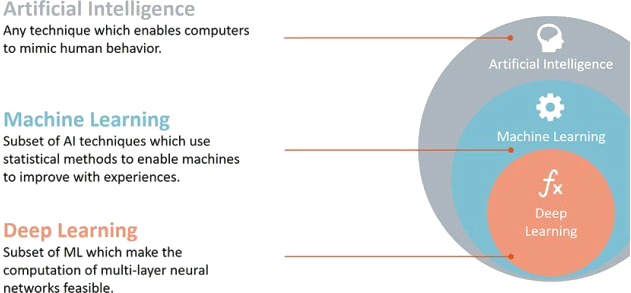 Artificial Intelligence
Any technique which enables computers
to mimic human behavior.
Machine Learning
Subset of AI techniques which use
statistical methods to enable machines
to improve with experiences.
Deep Learning
Subset of ML which make the
computation of multi-layer neural
networks feasible.
Artificial Intelligence
Machine Learning
fx
Deep
Learning